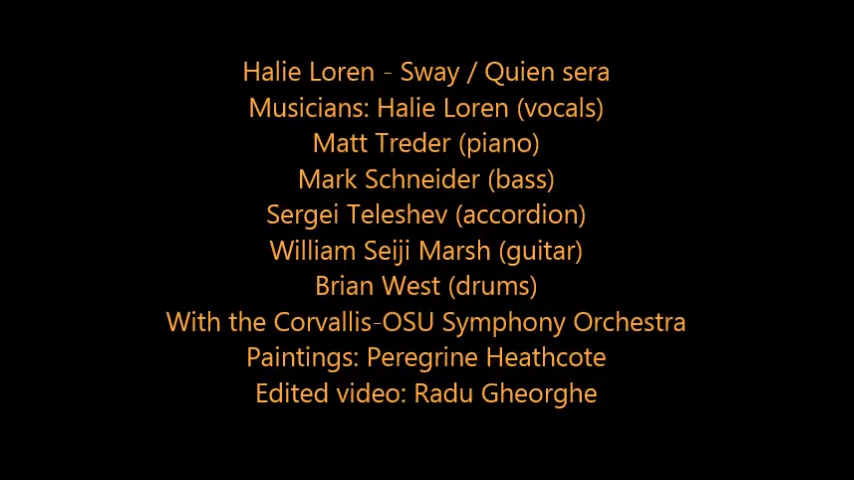 Halie Loren - Sway / Quien sera
Musicians: Halie Loren (vocals)
Matt Treder (piano)
Mark Schneider (bass)
Sergei Teleshev (accordion)
William Seiji Marsh (guitar)
Brian West (drums)
With the Corvallis-OSU Symphony Orchestra
Paintings: Peregrine Heathcote
Edited video: Radu Gheorghe